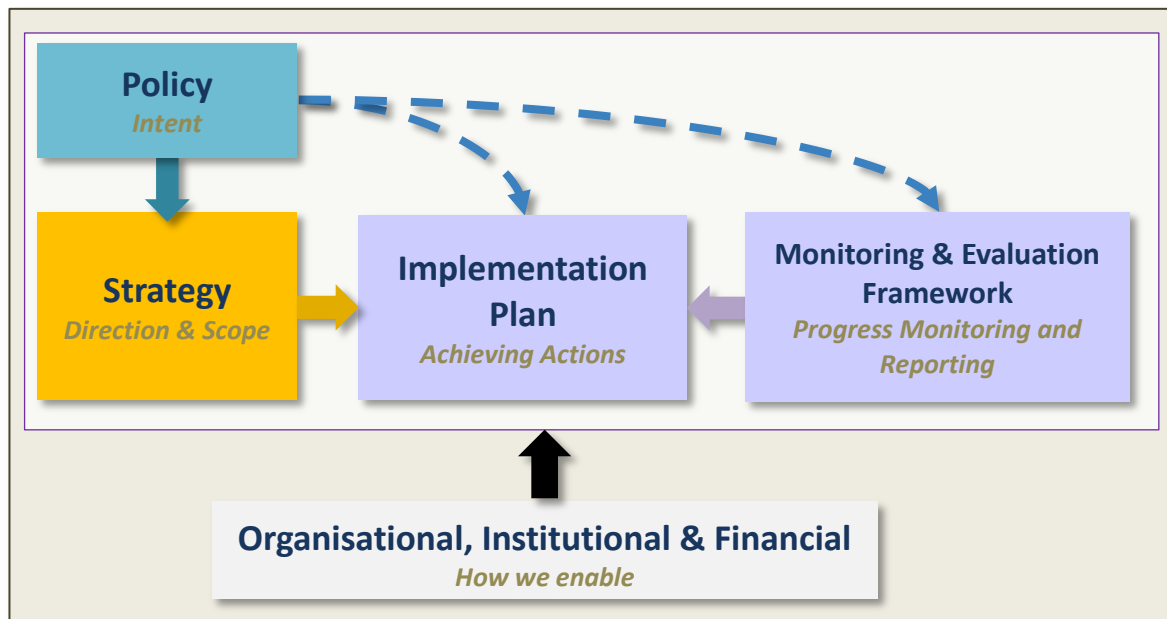 Policy
Intent
Strategy
Direction & Scope
Implementation
Plan
Achieving Actions
Monitoring & Evaluation
Framework
Progress Monitoring and
Reporting
Organisational, Institutional & Financial
How we enable